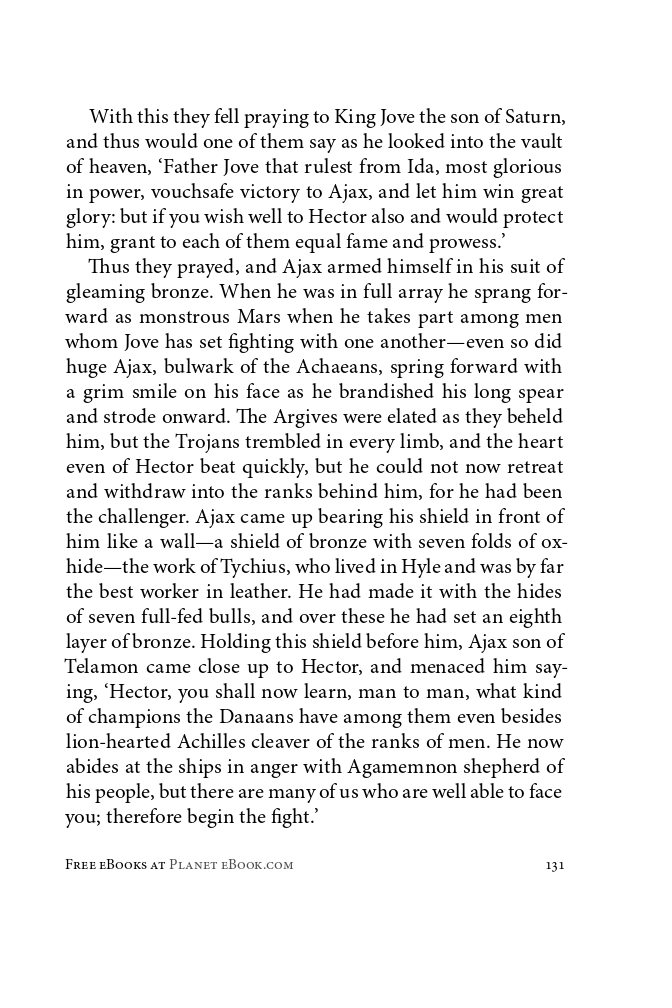 With this they fell praying to King Jove the son of Saturn,
and thus would one of them say as he looked into the vault
of heaven, ‘Father Jove that rulest from Ida, most glorious
in power, vouchsafe victory to Ajax, and let him win great
glory: but if you wish well to Hector also and would protect
him, grant to each of them equal fame and prowess.’
Thus they prayed, and Ajax armed himself in his suit of
gleaming bronze. When he was in full array he sprang for-
ward as monstrous Mars when he takes part among men
whom Jove has set fighting with one another—even so did
huge Ajax, bulwark of the Achaeans, spring forward with
a grim smile on his face as he brandished his long spear
and strode onward. The Argives were elated as they beheld
him, but the Trojans trembled in every limb, and the heart
even of Hector beat quickly, but he could not now retreat
and withdraw into the ranks behind him, for he had been
the challenger. Ajax came up bearing his shield in front of
him like a wall—a shield of bronze with seven folds of ox-
hide—the work of Tychius, who lived in Hyle and was by far
the best worker in leather. He had made it with the hides
of seven full-fed bulls, and over these he had set an eighth
layer of bronze. Holding this shield before him, Ajax son of
Telamon came close up to Hector, and menaced him say-
ing, ‘Hector, you shall now learn, man to man, what kind
of champions the Danaans have among them even besides
lion-hearted Achilles cleaver of the ranks of men. He now
abides at the ships in anger with Agamemnon shepherd of
his people, but there are many of us who are well able to face
you; therefore begin the fight.’
Free eBooks at Planet eBook.com 131